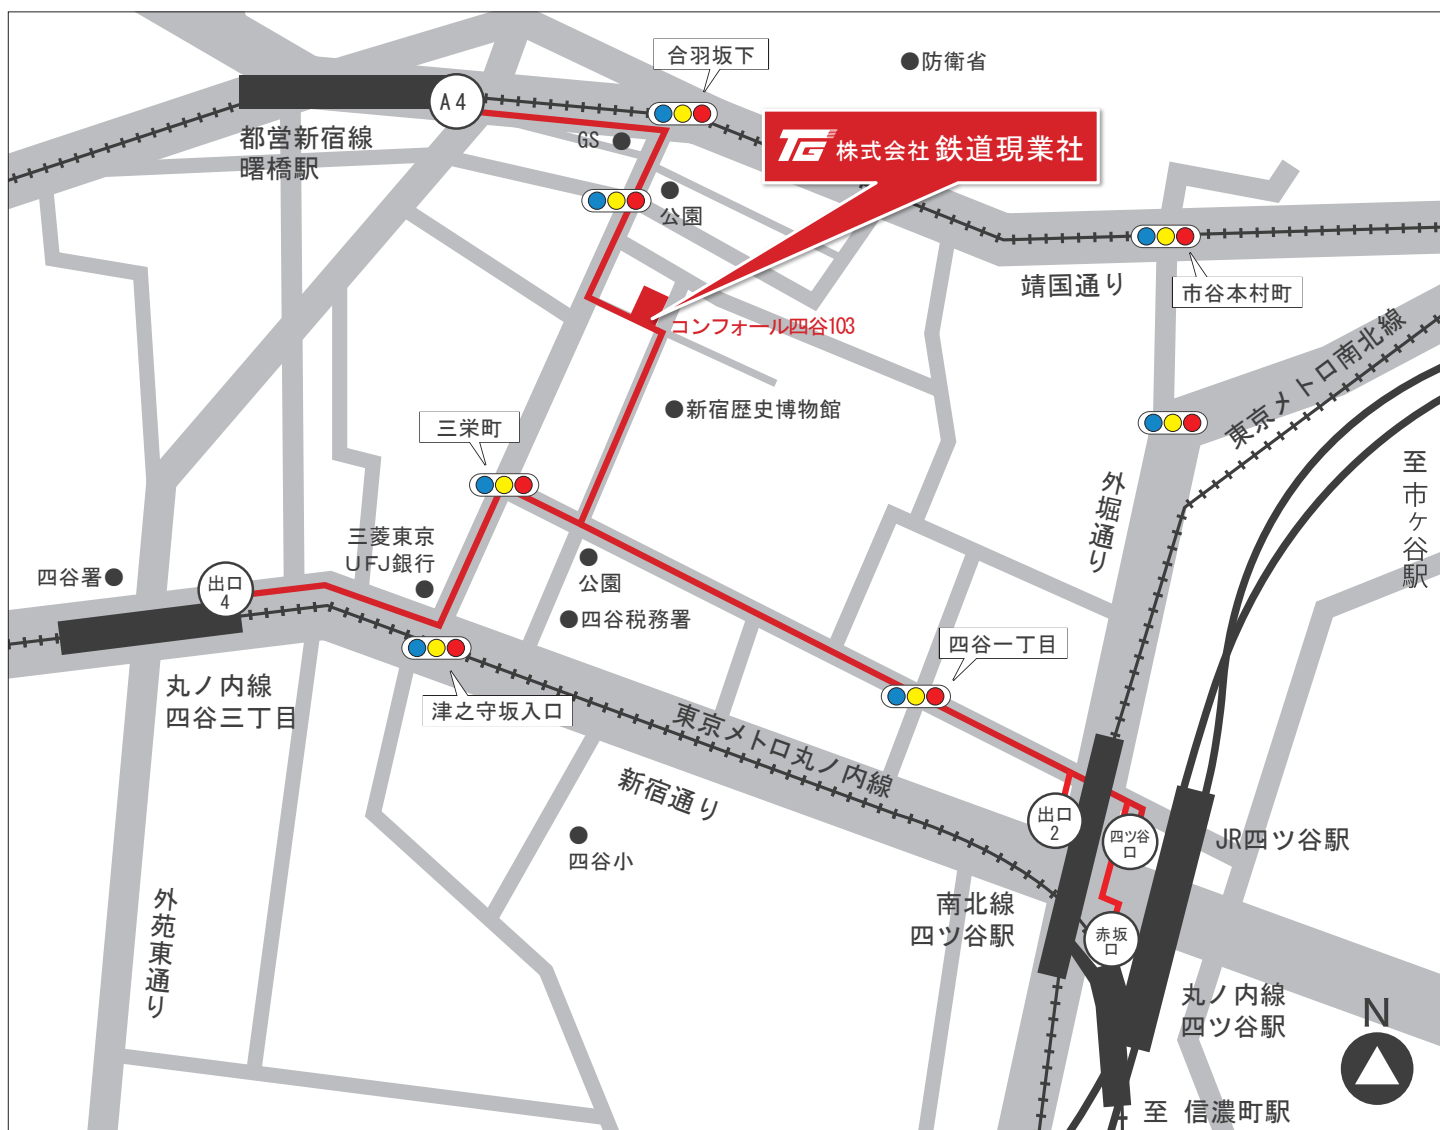 合羽坂下
防衛省
A4
都営新宿線
曙橋駅
GS
TG 株式会社 鉄道現業社
公園
靖国通り
市谷本村町
コンフォール四谷103
東京メトロ南北線
新宿歴史博物館
三栄町
至市ヶ谷駅
外堀通り
三菱東京
UFJ銀行
四谷署
出口
4
公園
四谷税務署
四谷一丁目
丸ノ内線
四谷三丁目
津之守坂入口
東京メトロ丸ノ内線
新宿通り
出口
2
四ツ谷
口
JR四ツ谷駅
四谷小
外苑東通り
南北線
四ツ谷駅
赤坂
口
丸ノ内線
四ツ谷駅
N
至 信濃町駅